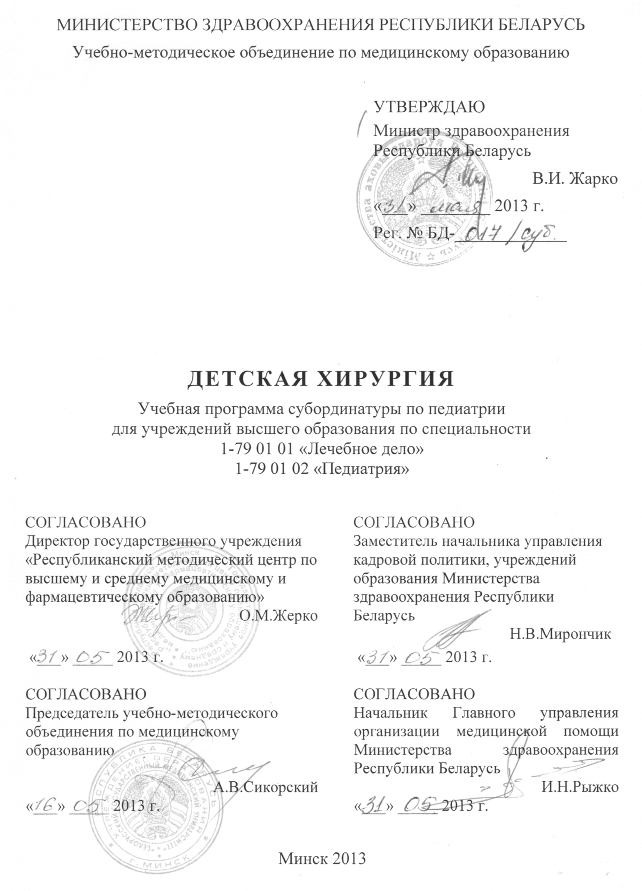 МИНИСТЕРСТВО ЗДРАВООХРАНЕНИЯ РЕСПУБЛИКИ БЕЛАРУСЬ
Учебно-методическое объединение по медицинскому образованию
УТВЕРЖДАЮ
Министр здравоохранения
Республики Беларусь
В.И. Жарко
«31» мая 2013 г.
Рег. № БД-017/суб.
ДЕТСКАЯ ХИРУРГИЯ
Учебная программа субординатуры по педиатрии
для учреждений высшего образования по специальности
1-79 01 01 «Лечебное дело»
1-79 01 02 «Педиатрия»
СОГЛАСОВАНО
Директор государственного учреждения
«Республиканский методический центр по
высшему и среднему медицинскому и
фармацевтическому образованию»
О.М.Жерко
«31» 05 2013 г.
СОГЛАСОВАНО
Заместитель начальника управления
кадровой политики, учреждений
образования Министерства
здравоохранения Республики
Беларусь
Н.В.Мирончик
«31» 05 2013 г.
СОГЛАСОВАНО
Председатель учебно-методического
объединения по медицинскому
образованию
А.В.Сикорский
«16» 05 2013 г.
СОГЛАСОВАНО
Начальник Главного управления
организации медицинской помощи
Министерства здравоохранения
Республики Беларусь
И.Н.Рыжко
«31» 05 2013 г.
Минск 2013